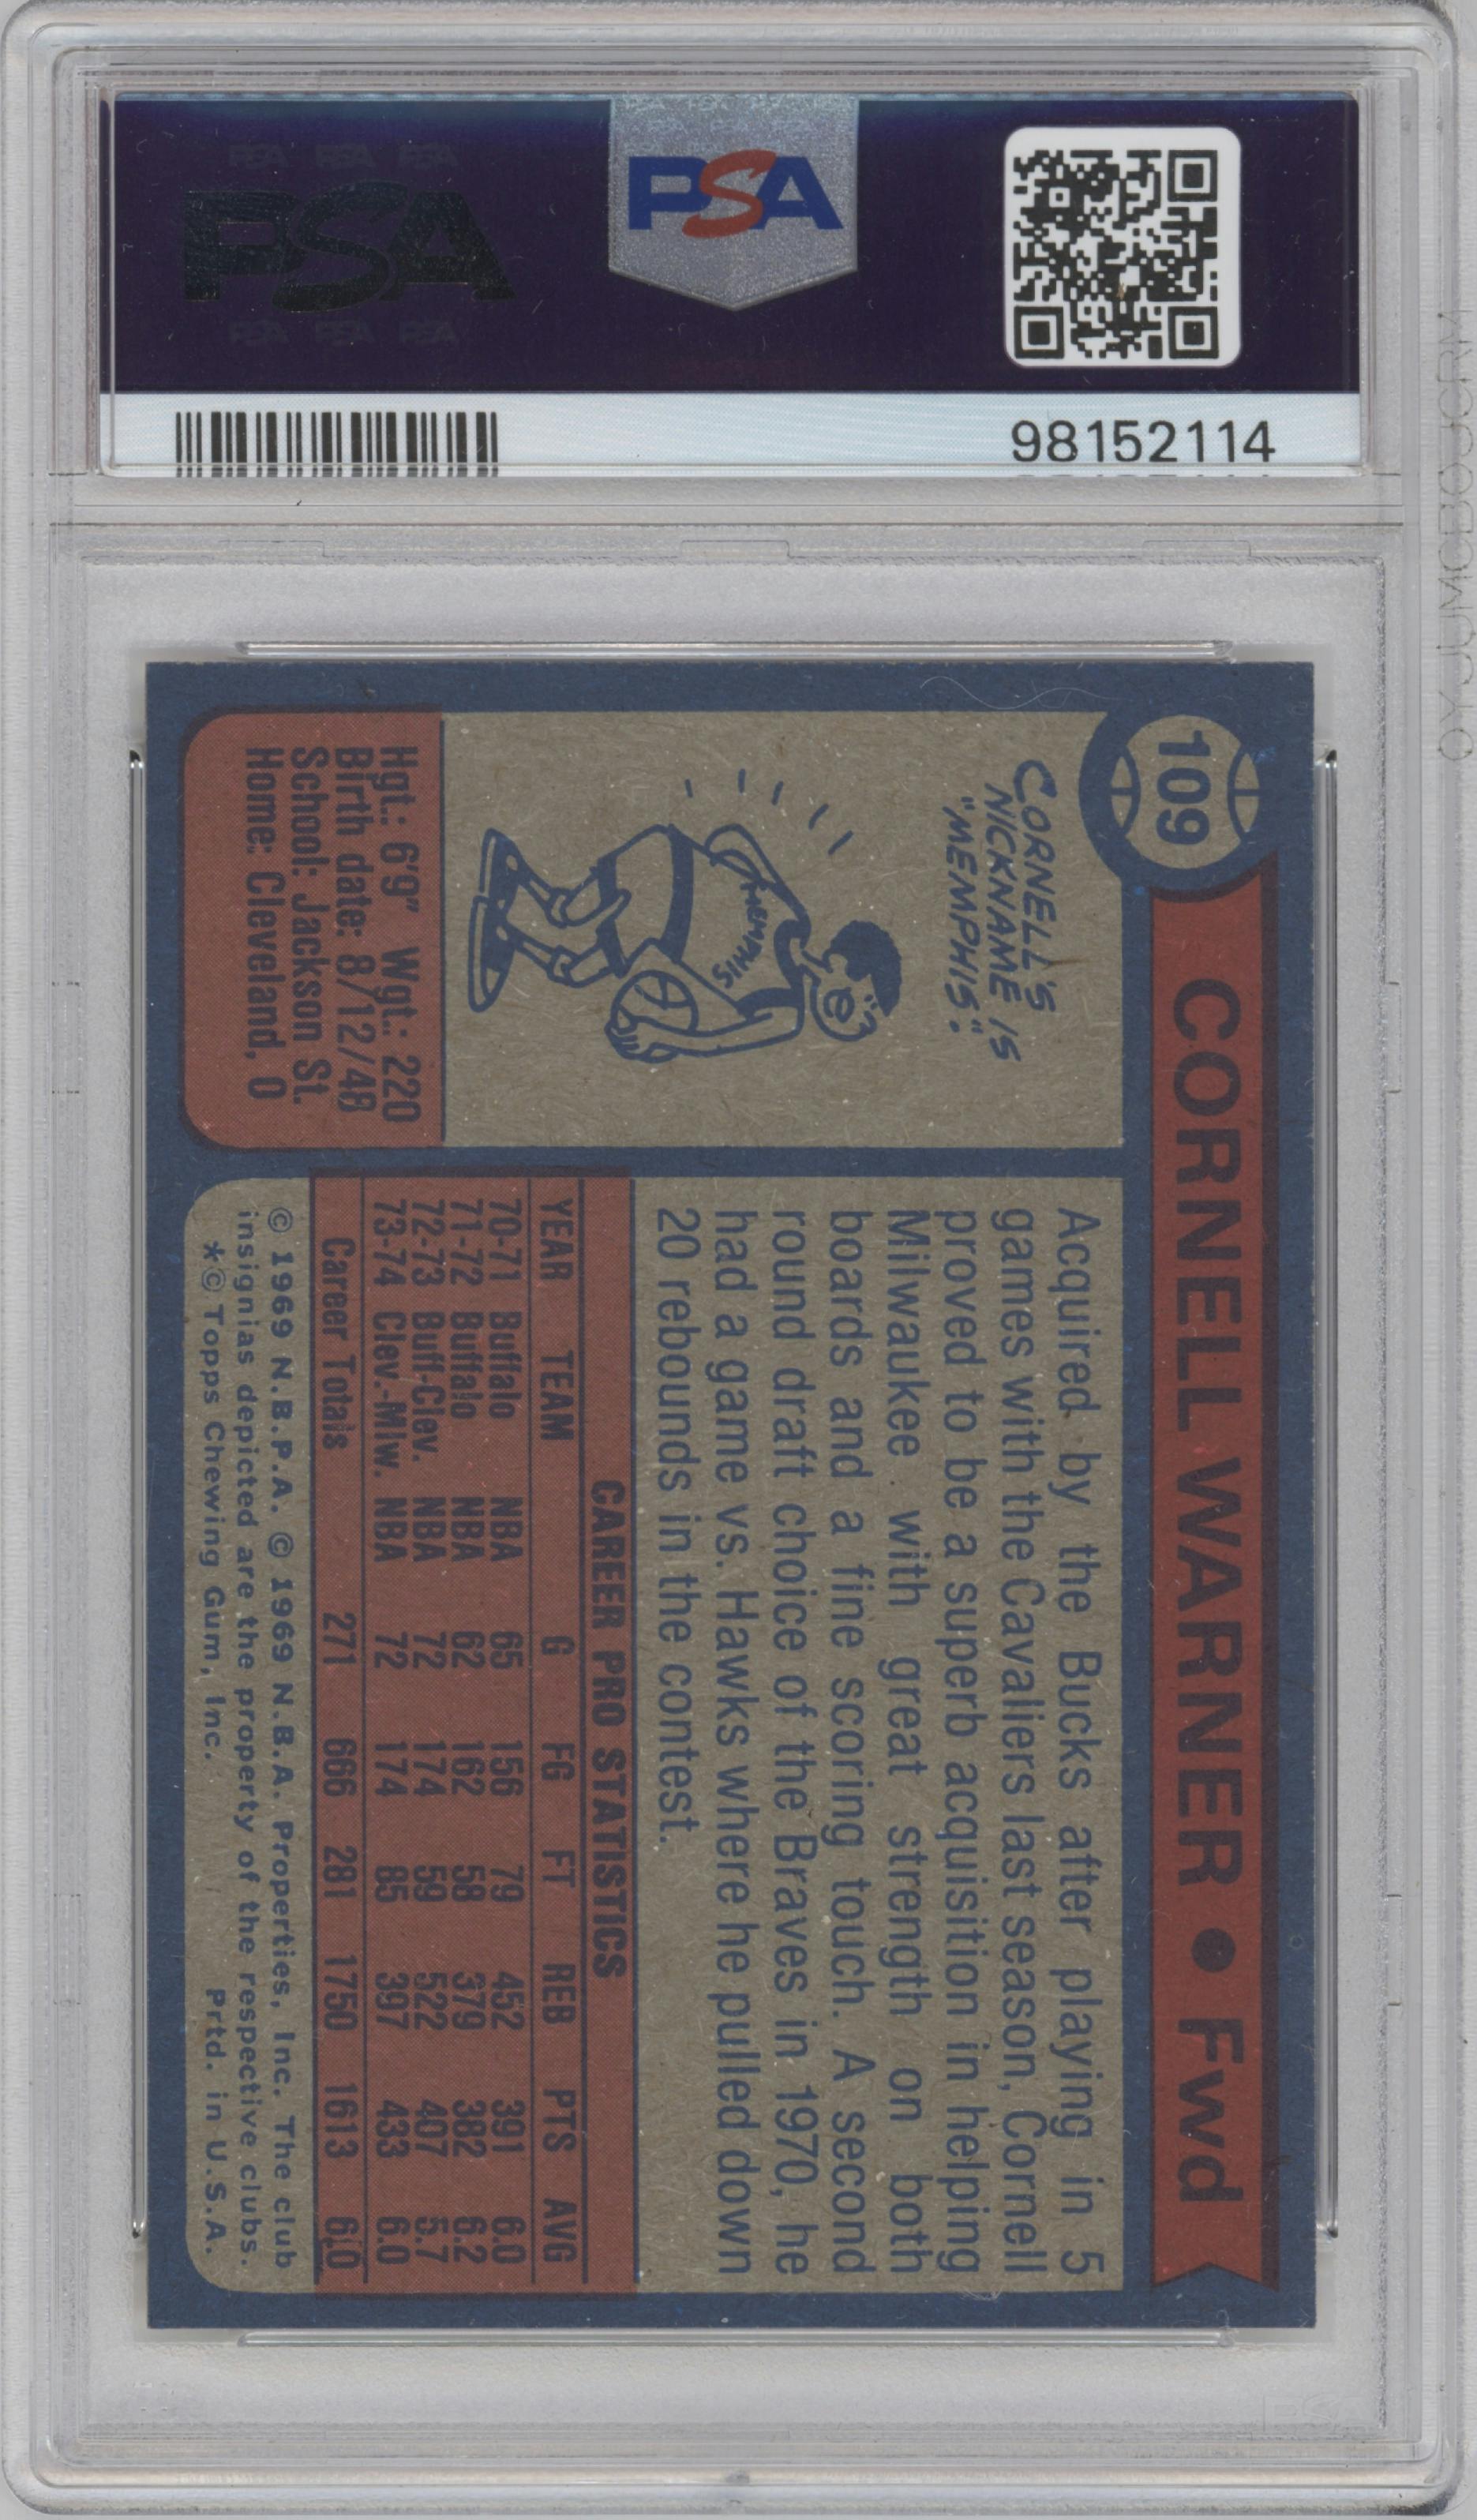 PSA
PSA
98152114
109
CORNELL WARNER • Fwd
CORNELL'S
NICKNAME IS
"MEMPHIS".
MEMPHIS
Hgt.: 6'9" Wgt.: 220
Birth date: 8/12/48
School: Jackson St.
Home: Cleveland, O
Acquired by the Bucks after playing in 5
games with the Cavaliers last season, Cornell
proved to be a superb acquisition in helping
Milwaukee with great strength on both
boards and a fine scoring touch. A second
round draft choice of the Braves in 1970, he
had a game vs. Hawks where he pulled down
20 rebounds in the contest.
CAREER PRO STATISTICS
YEAR TEAM G FG FT REB PTS AVG
70-71 Buffalo NBA 65 156 79 452 391 6.0
71-72 Buffalo NBA 62 162 58 379 382 6.2
72-73 Buff-Clev. NBA 72 174 59 522 407 5.7
73-74 Clev.-Mlw. NBA 72 174 85 397 433 6.0
Career Totals 271 666 281 1750 1613 6.0
© 1969 N.B.P.A. © 1969 N.B.A. Properties, Inc. The club
insignias depicted are the property of the respective clubs.
*© Topps Chewing Gum, Inc. Prtd. in U.S.A.